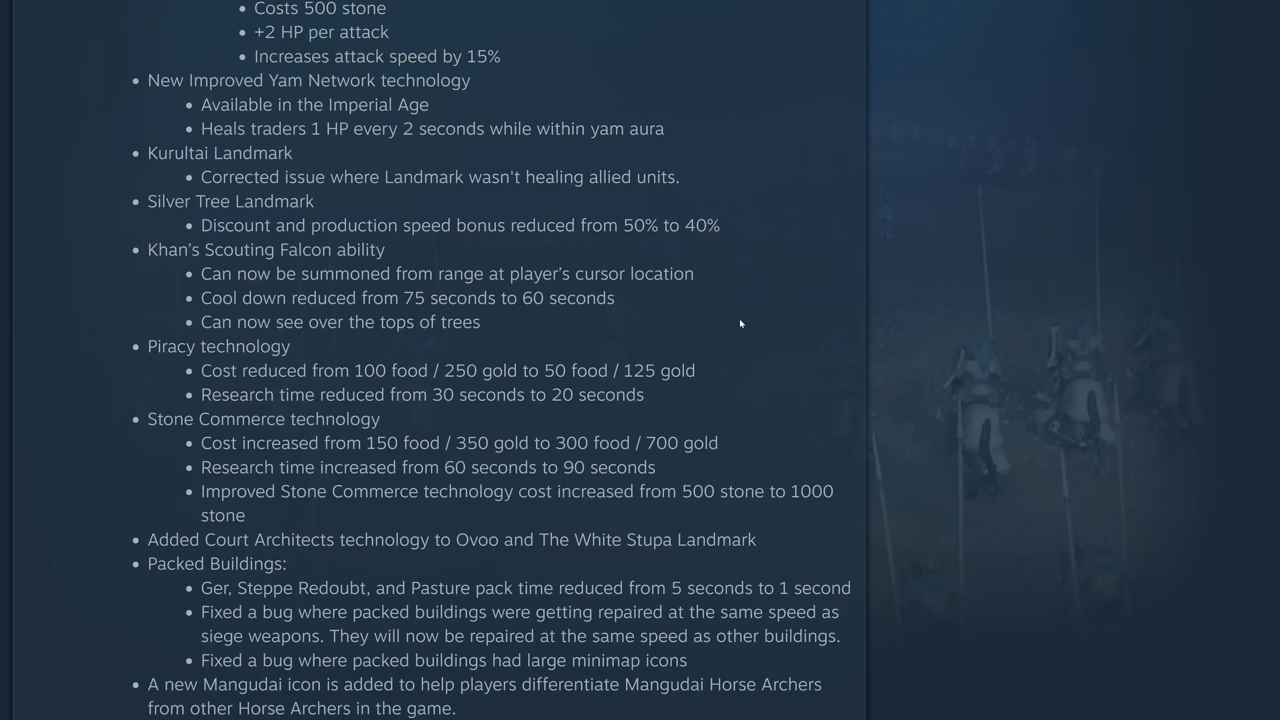 Costs 500 stone
+2 HP per attack
Increases attack speed by 15%
New Improved Yam Network technology
Available in the Imperial Age
Heals traders 1 HP every 2 seconds while within yam aura
Kurultai Landmark
Corrected issue where Landmark wasn't healing allied units.
Silver Tree Landmark
Discount and production speed bonus reduced from 50% to 40%
Khan’s Scouting Falcon ability
Can now be summoned from range at player’s cursor location
Cool down reduced from 75 seconds to 60 seconds
Can now see over the tops of trees
Piracy technology
Cost reduced from 100 food / 250 gold to 50 food / 125 gold
Research time reduced from 30 seconds to 20 seconds
Stone Commerce technology
Cost increased from 150 food / 350 gold to 300 food / 700 gold
Research time increased from 60 seconds to 90 seconds
Improved Stone Commerce technology cost increased from 500 stone to 1000
stone
Added Court Architects technology to Ovoo and The White Stupa Landmark
Packed Buildings:
Ger, Steppe Redoubt, and Pasture pack time reduced from 5 seconds to 1 second
Fixed a bug where packed buildings were getting repaired at the same speed as
siege weapons. They will now be repaired at the same speed as other buildings.
Fixed a bug where packed buildings had large minimap icons
A new Mangudai icon is added to help players differentiate Mangudai Horse Archers
from other Horse Archers in the game.